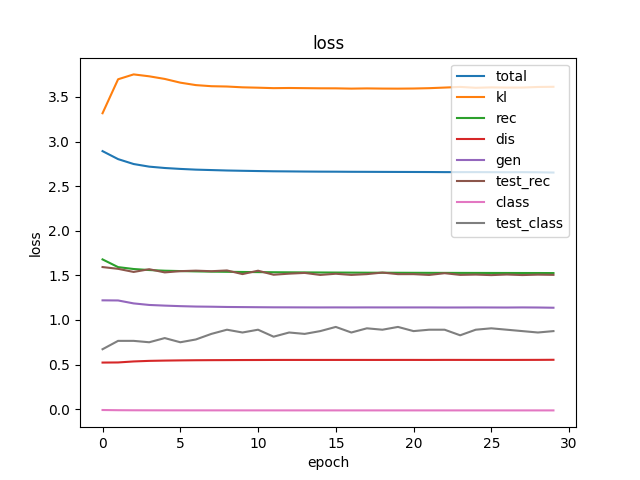 loss
total
kl
rec
dis
gen
test_rec
class
test_class
3.5
3.0
2.5
2.0
1.5
1.0
0.5
0.0
loss
0 5 10 15 20 25 30
epoch